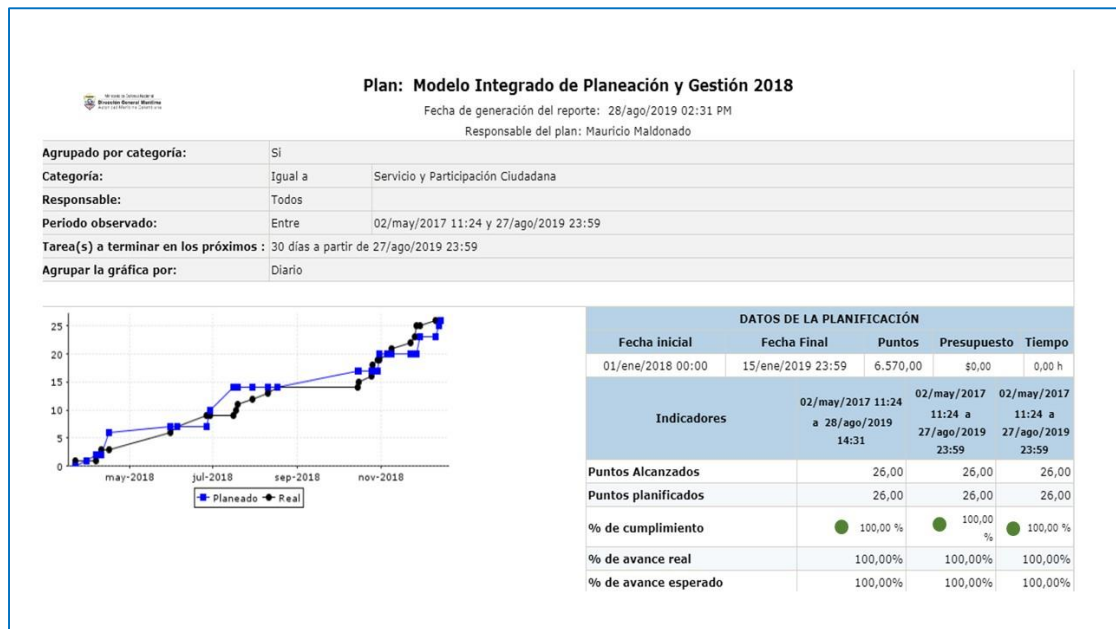 Plan: Modelo Integrado de Planeación y Gestión 2018
Dirección General Marítima
Fecha de generación del reporte: 28/ago/2019 02:31 PM
Responsable del plan: Mauricio Maldonado
Agrupado por categoría: Si
Categoría: Igual a Servicio y Participación Ciudadana
Responsable: Todos
Periodo observado: Entre 02/may/2017 11:24 y 27/ago/2019 23:59
Tarea(s) a terminar en los próximos : 30 días a partir de 27/ago/2019 23:59
Agrupar la gráfica por: Diario
25
20
15
10
5
0
may-2018 jul-2018 sep-2018 nov-2018
Planeado Real
DATOS DE LA PLANIFICACIÓN
Fecha inicial Fecha Final Puntos Presupuesto Tiempo
01/ene/2018 00:00 15/ene/2019 23:59 6.570,00 $0,00 0,00 h
Indicadores
02/may/2017 11:24
a 28/ago/2019
14:31
02/may/2017
11:24 a
27/ago/2019
23:59
02/may/2017
11:24 a
27/ago/2019
23:59
Puntos Alcanzados 26,00 26,00 26,00
Puntos planificados 26,00 26,00 26,00
% de cumplimiento 100,00 % 100,00 % 100,00 %
% de avance real 100,00% 100,00% 100,00%
% de avance esperado 100,00% 100,00% 100,00%